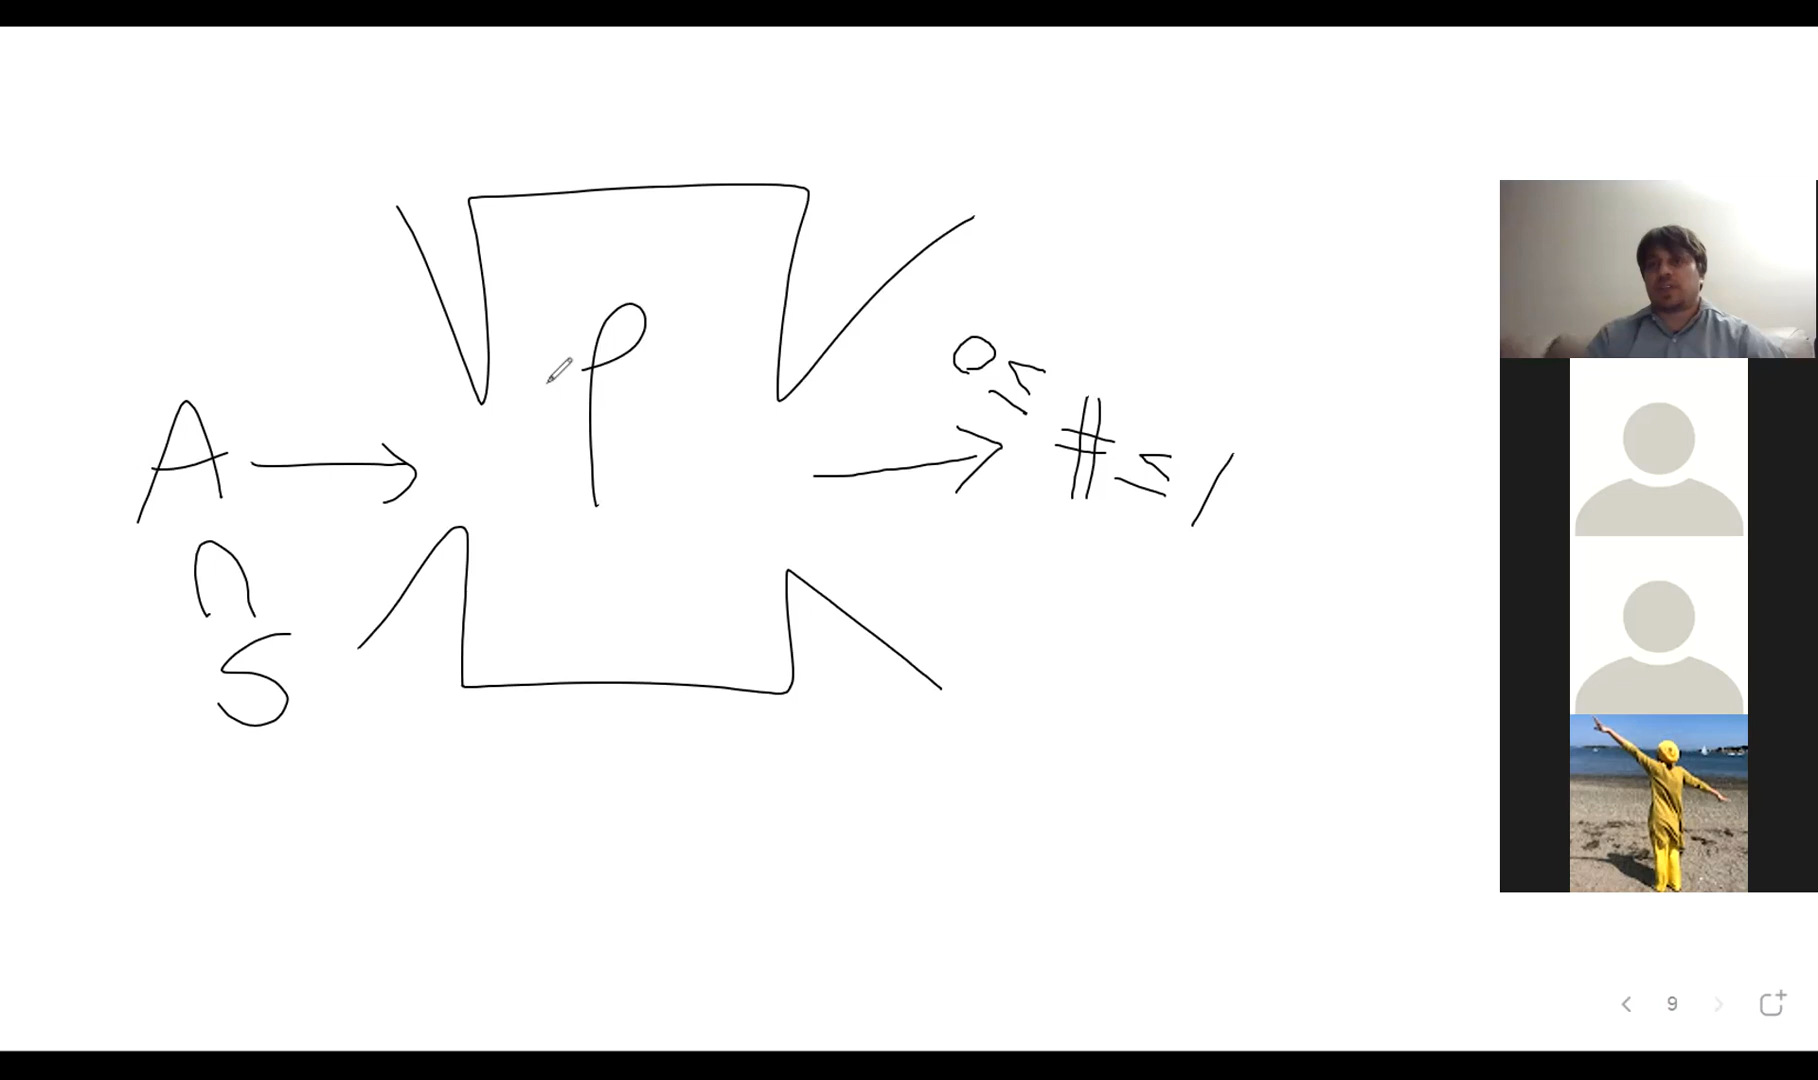 A → P → 0 ≤ # ≤ 1
∩
S
9